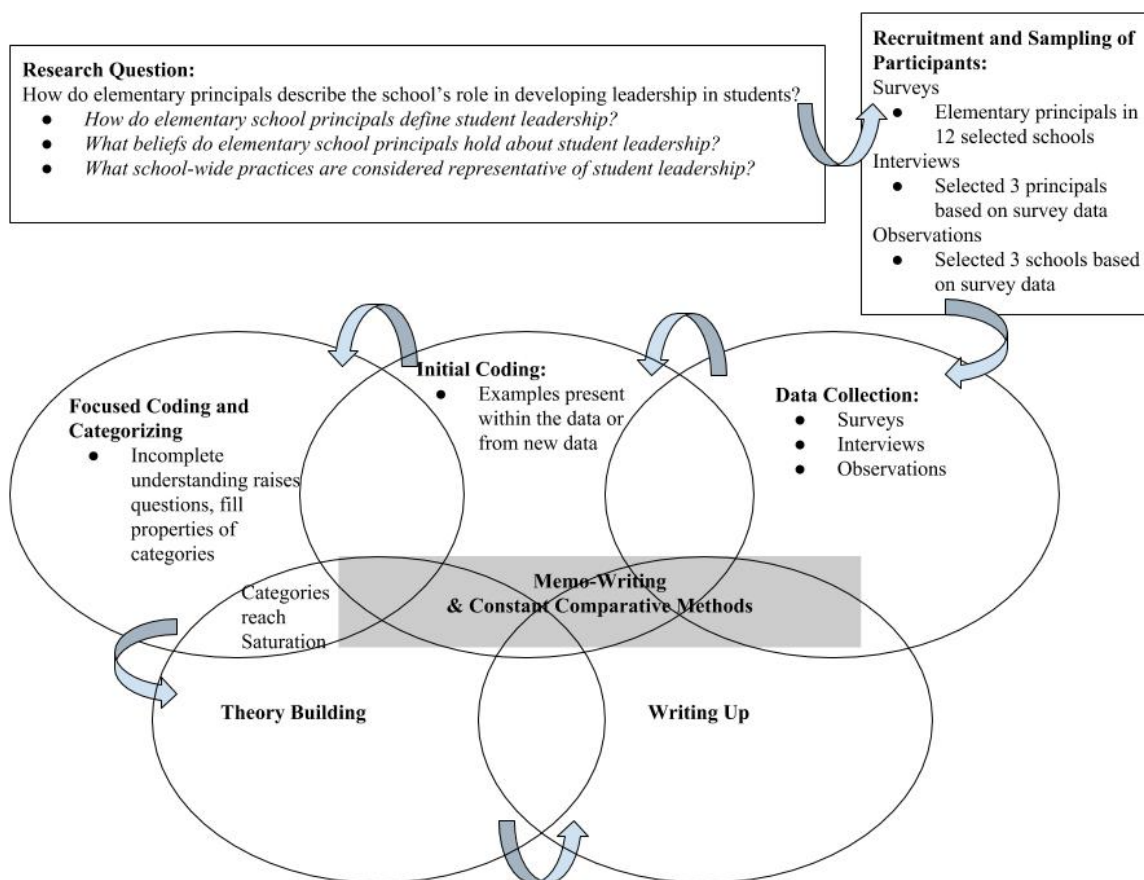 Research Question:
How do elementary principals describe the school's role in developing leadership in students?
● How do elementary school principals define student leadership?
● What beliefs do elementary school principals hold about student leadership?
● What school-wide practices are considered representative of student leadership?
Recruitment and Sampling of
Participants:
Surveys
● Elementary principals in
12 selected schools
Interviews
● Selected 3 principals
based on survey data
Observations
● Selected 3 schools based
on survey data
Data Collection:
● Surveys
● Interviews
● Observations
Initial Coding:
● Examples present
within the data or
from new data
Focused Coding and
Categorizing
● Incomplete
understanding raises
questions, fill
properties of
categories
Memo-Writing
& Constant Comparative Methods
Categories
reach
Saturation
Theory Building
Writing Up